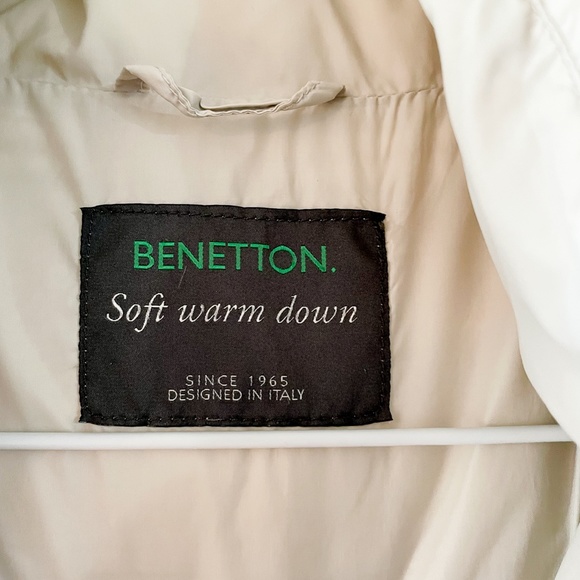 BENETTON.
Soft warm down
SINCE 1965
DESIGNED IN ITALY